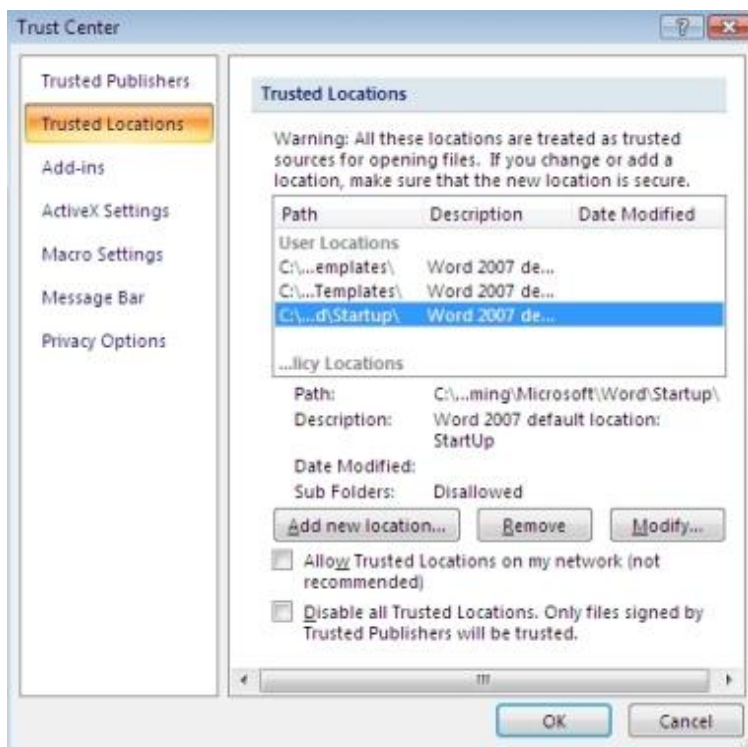 Trust Center
Trusted Publishers
Trusted Locations
Add-ins
ActiveX Settings
Macro Settings
Message Bar
Privacy Options
Trusted Locations
Warning: All these locations are treated as trusted
sources for opening files. If you change or add a
location, make sure that the new location is secure.
Path Description Date Modified
User Locations
C:\...emplates\ Word 2007 de...
C:\...Templates\ Word 2007 de...
C:\...d\Startup\ Word 2007 de...
...licy Locations
Path: C:\...ming\Microsoft\Word\Startup\
Description: Word 2007 default location:
StartUp
Date Modified:
Sub Folders: Disallowed
Add new location... Remove Modify...
Allow Trusted Locations on my network (not
recommended)
Disable all Trusted Locations. Only files signed by
Trusted Publishers will be trusted.
OK Cancel